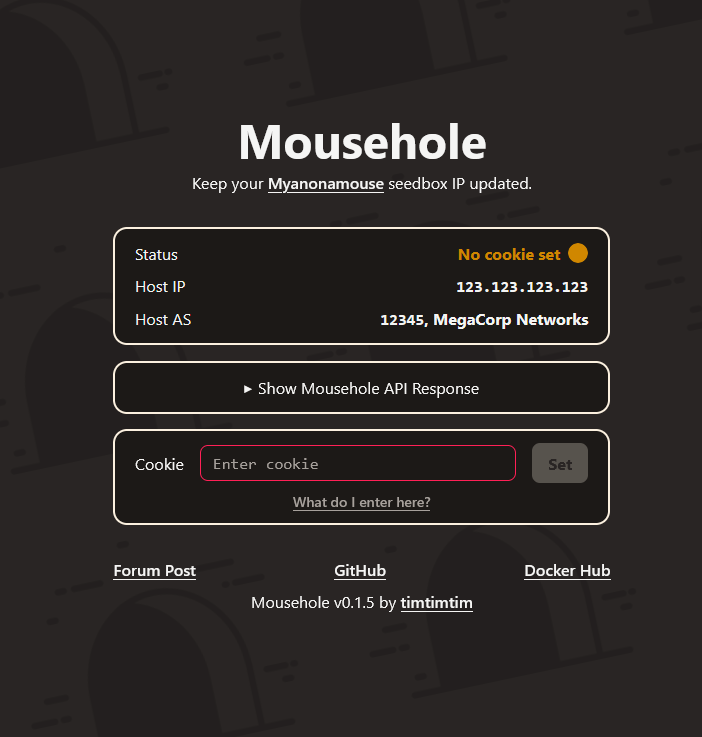 Mousehole
Keep your Myanonamouse seedbox IP updated.
Status No cookie set
Host IP 123.123.123.123
Host AS 12345, MegaCorp Networks
▸ Show Mousehole API Response
Cookie Enter cookie Set
What do I enter here?
Forum Post GitHub Docker Hub
Mousehole v0.1.5 by timtimtim